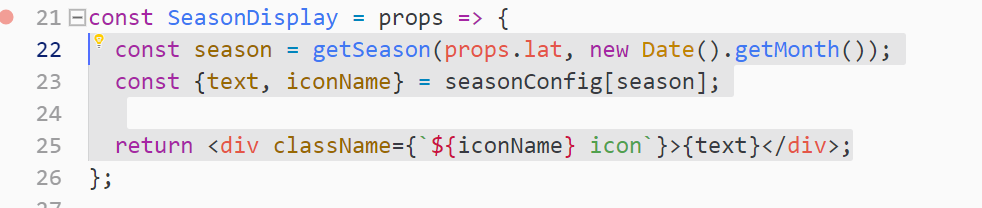 21 const SeasonDisplay = props => {
22 const season = getSeason(props.lat, new Date().getMonth());
23 const {text, iconName} = seasonConfig[season];
24
25 return <div className={`${iconName} icon`}>{text}</div>;
26 };